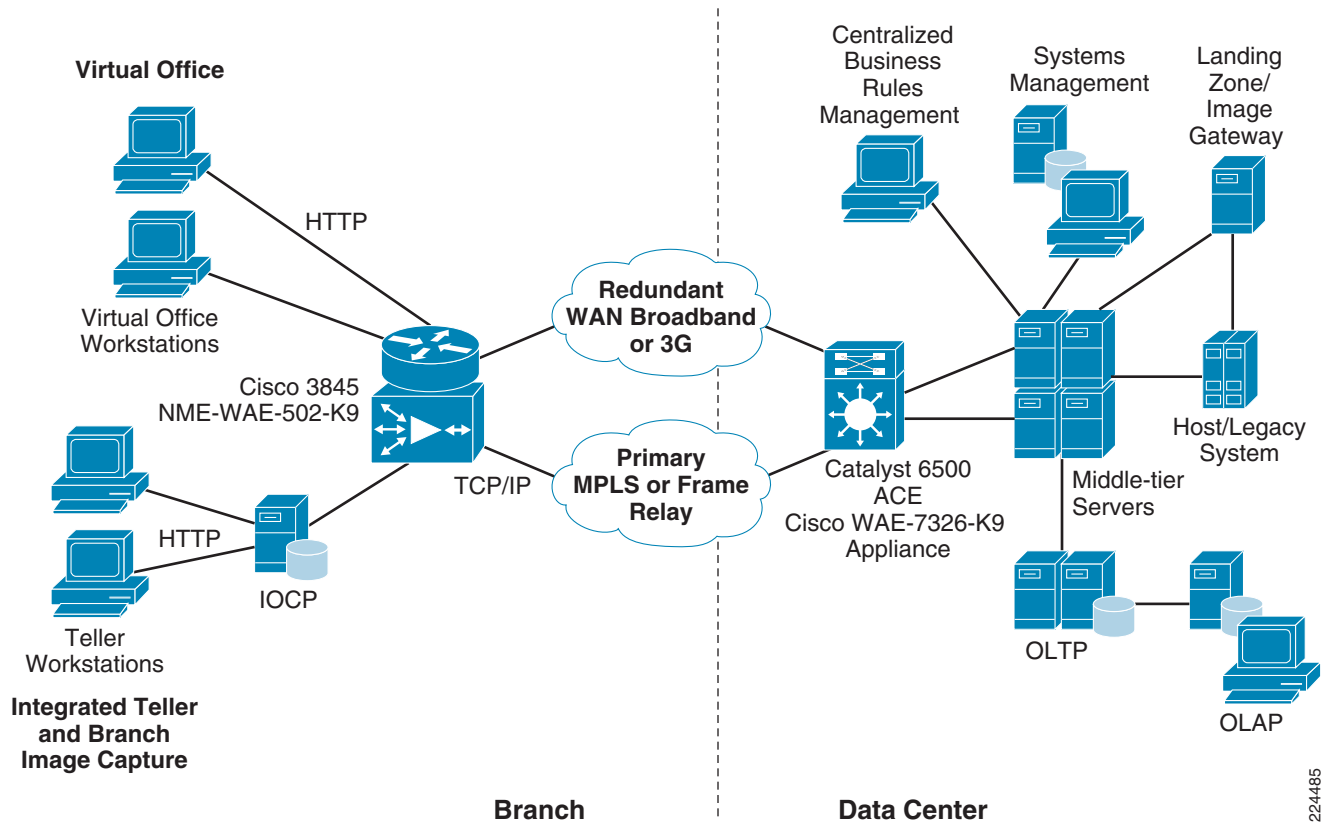 Virtual Office
HTTP
Virtual Office
Workstations
Cisco 3845
NME-WAE-502-K9
HTTP
IOCP
Teller
Workstations
Integrated Teller
and Branch
Image Capture
TCP/IP
Redundant
WAN Broadband
or 3G
Primary
MPLS or Frame
Relay
Branch
Centralized
Business
Rules
Management
Systems
Management
Landing
Zone/
Image
Gateway
Host/Legacy
System
Catalyst 6500
ACE
Cisco WAE-7326-K9
Appliance
Middle-tier
Servers
OLTP
OLAP
Data Center
224485